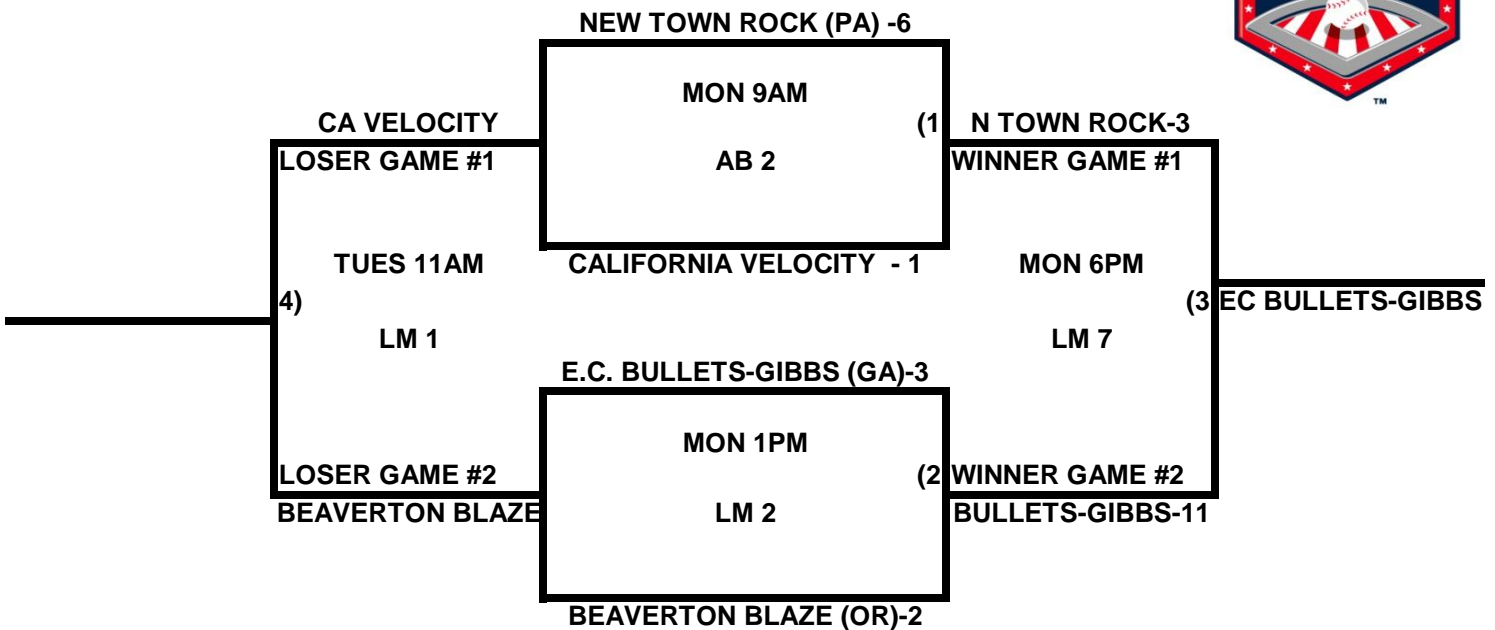 NEW TOWN ROCK (PA) -6
MON 9AM
TM
CA VELOCITY
(1
N TOWN ROCK-3
LOSER GAME #1
AB 2
WINNER GAME #1
TUES 11AM
CALIFORNIA VELOCITY - 1
MON 6PM
4)
(3
EC BULLETS-GIBBS
LM 1
LM 7
E.C. BULLETS-GIBBS (GA)-3
MON 1PM
LOSER GAME #2
(2
WINNER GAME #2
BEAVERTON BLAZE
LM 2
BULLETS-GIBBS-11
BEAVERTON BLAZE (OR)-2